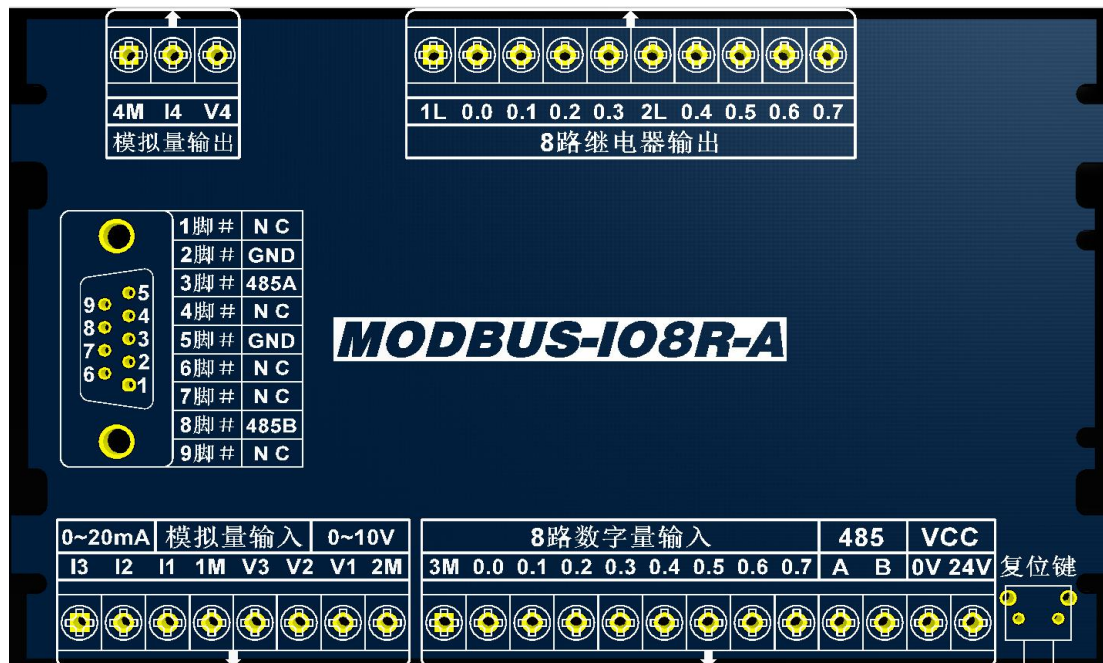 4M I4 V4
模拟量输出
1L 0.0 0.1 0.2 0.3 2L 0.4 0.5 0.6 0.7
8路继电器输出
1脚# N C
2脚# GND
3脚# 485A
4脚# N C
5脚# GND
6脚# N C
7脚# N C
8脚# 485B
9脚# N C
5
9
4
8
3
7
2
6
1
MODBUS-IO8R-A
0~20mA 模拟量输入 0~10V
I3 I2 I1 1M V3 V2 V1 2M
8路数字量输入 485 VCC
3M 0.0 0.1 0.2 0.3 0.4 0.5 0.6 0.7 A B 0V 24V
复位键